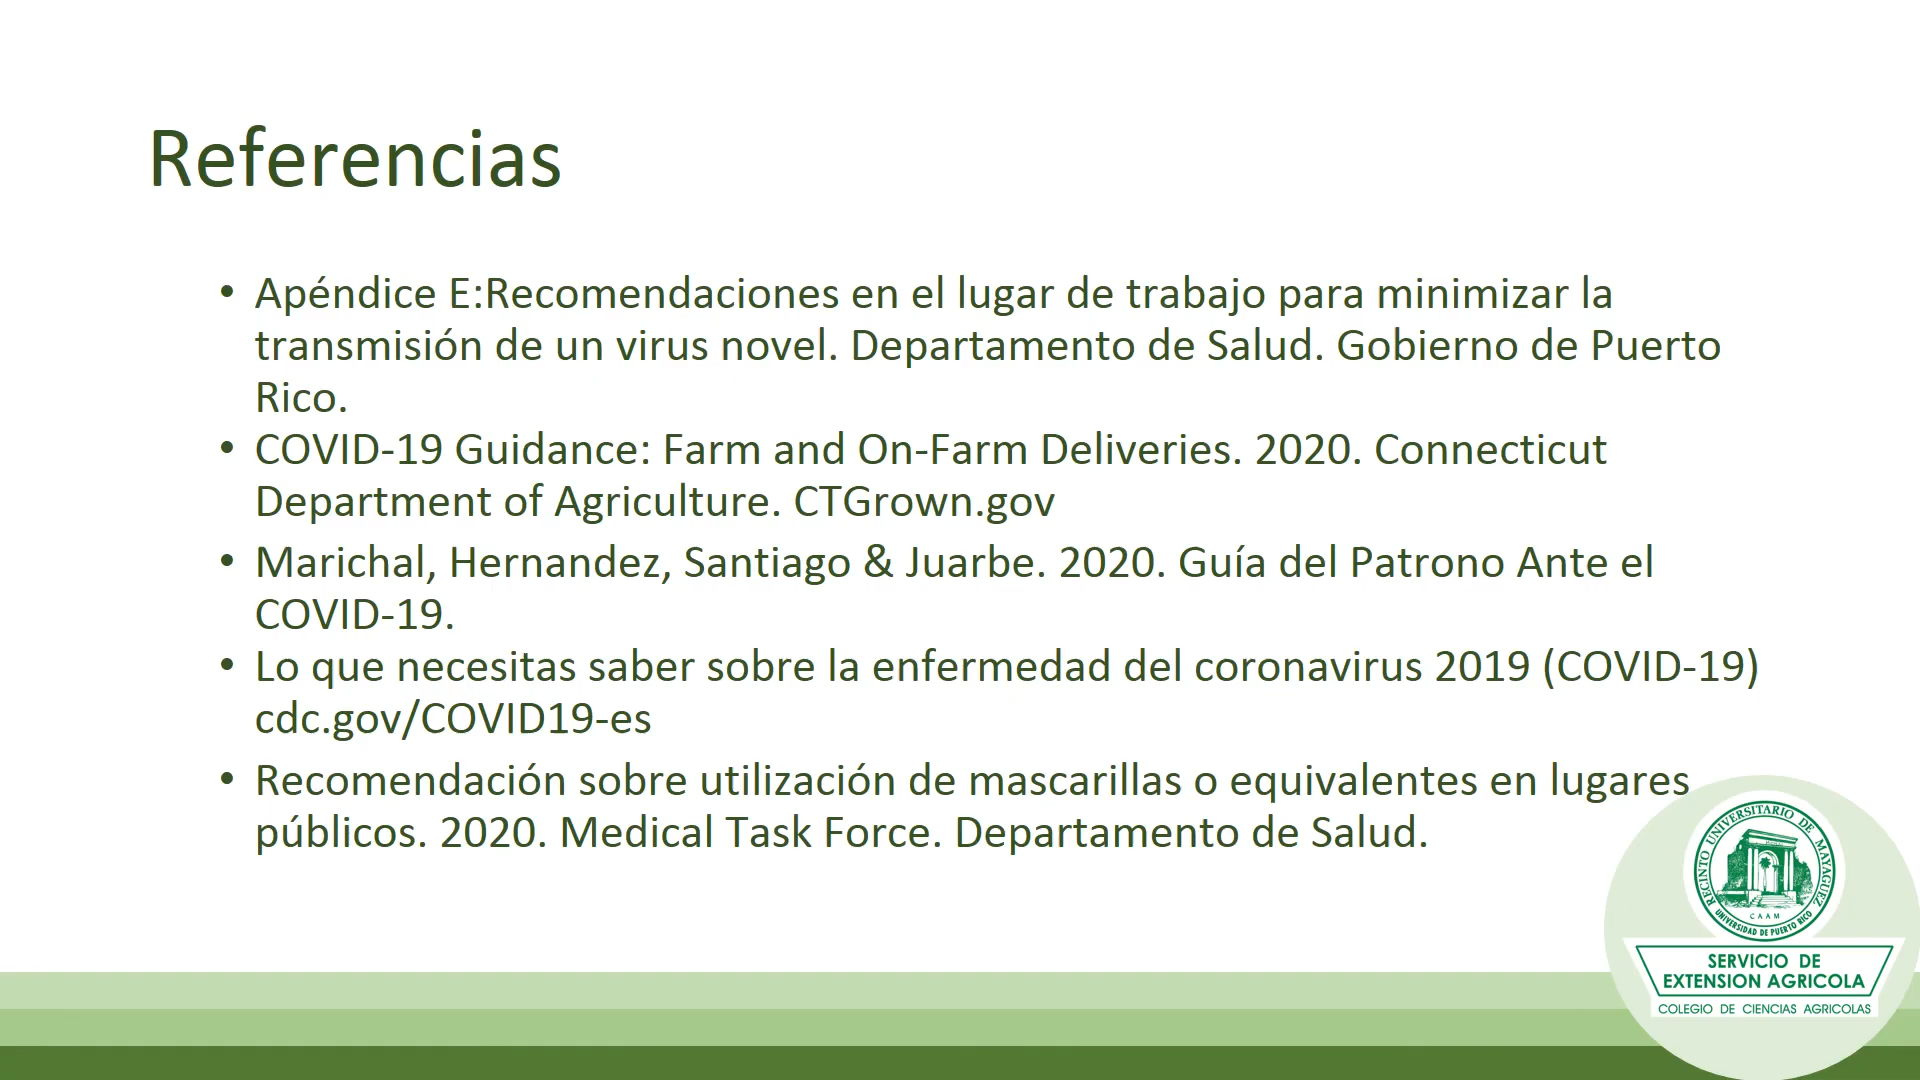 Referencias
• Apéndice E:Recomendaciones en el lugar de trabajo para minimizar la
transmisión de un virus novel. Departamento de Salud. Gobierno de Puerto
Rico.
• COVID-19 Guidance: Farm and On-Farm Deliveries. 2020. Connecticut
Department of Agriculture. CTGrown.gov
• Marichal, Hernandez, Santiago & Juarbe. 2020. Guía del Patrono Ante el
COVID-19.
• Lo que necesitas saber sobre la enfermedad del coronavirus 2019 (COVID-19)
cdc.gov/COVID19-es
• Recomendación sobre utilización de mascarillas o equivalentes en lugares
públicos. 2020. Medical Task Force. Departamento de Salud.
RECINTO UNIVERSITARIO DE MAYAGUEZ
CAAM
UNIVERSIDAD DE PUERTO RICO
SERVICIO DE
EXTENSION AGRICOLA
COLEGIO DE CIENCIAS AGRICOLAS